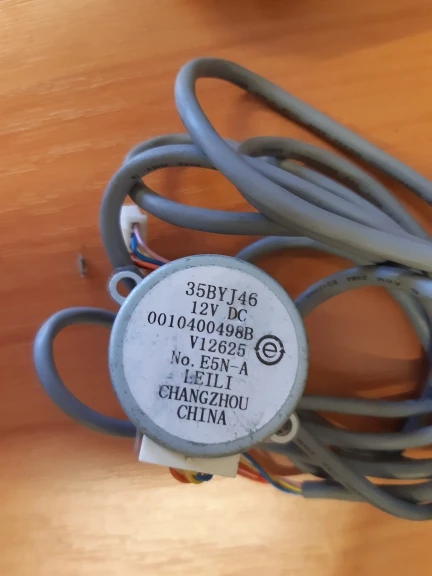 35BYJ46
12V DC
0010400498B
V12625
No. E5N-A
LEILI
CHANGZHOU
CHINA